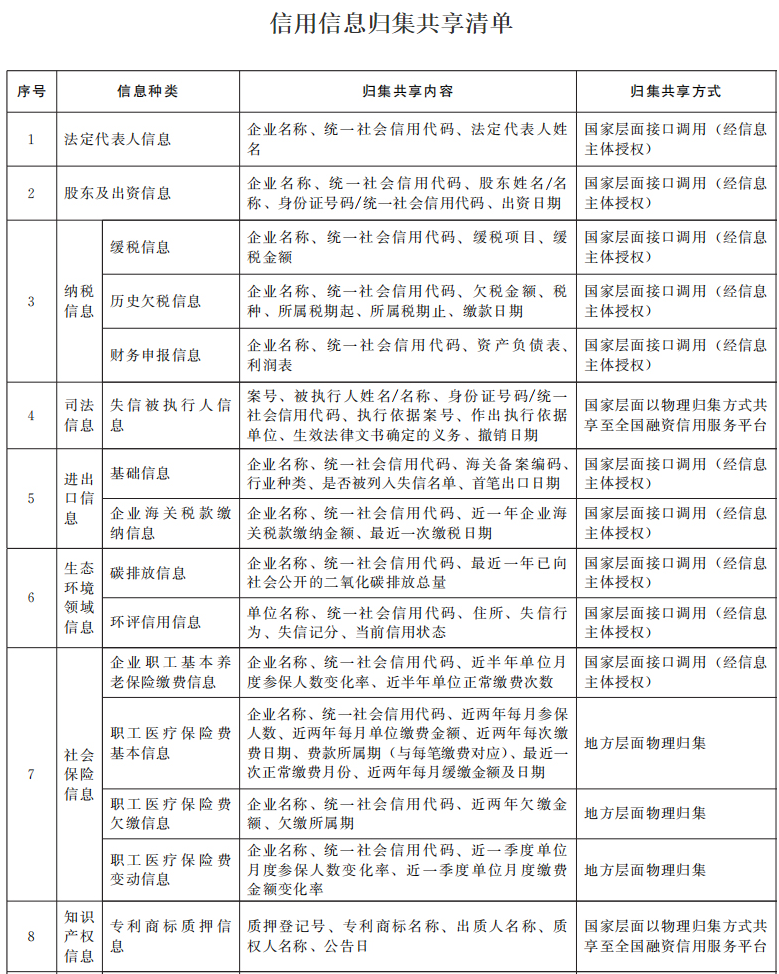 信用信息归集共享清单
序号 信息种类 归集共享内容 归集共享方式
1 法定代表人信息 企业名称、统一社会信用代码、法定代表人姓
名
国家层面接口调用（经信息
主体授权）
2 股东及出资信息 企业名称、统一社会信用代码、股东姓名/名
称、身份证号码/统一社会信用代码、出资日期
国家层面接口调用（经信息
主体授权）
3 纳税
信息
缓税信息
企业名称、统一社会信用代码、缓税项目、缓
税金额
国家层面接口调用（经信息
主体授权）
历史欠税信息
企业名称、统一社会信用代码、欠税金额、税
种、所属税期起、所属税期止、缴款日期
国家层面接口调用（经信息
主体授权）
财务申报信息
企业名称、统一社会信用代码、资产负债表、
利润表
国家层面接口调用（经信息
主体授权）
4 司法
信息
失信被执行人信
息
案号、被执行人姓名/名称、身份证号码/统一
社会信用代码、执行依据案号、作出执行依据
单位、生效法律文书确定的义务、撤销日期
国家层面以物理归集方式共
享至全国融资信用服务平台
5 进出
口信
息
基础信息
企业名称、统一社会信用代码、海关备案编码、
行业种类、是否被列入失信名单、首笔出口日期
国家层面接口调用（经信息
主体授权）
企业海关税款缴
纳信息
企业名称、统一社会信用代码、近一年企业海
关税款缴纳金额、最近一次缴税日期
国家层面接口调用（经信息
主体授权）
6 生态
环境
领域
信息
碳排放信息
企业名称、统一社会信用代码、最近一年已向
社会公开的二氧化碳排放总量
国家层面接口调用（经信息
主体授权）
环评信用信息
单位名称、统一社会信用代码、住所、失信行
为、失信记分、当前信用状态
国家层面接口调用（经信息
主体授权）
7 社会
保险
信息
企业职工基本养
老保险缴费信息
企业名称、统一社会信用代码、近半年单位月
度参保人数变化率、近半年单位正常缴费次数
国家层面接口调用（经信息
主体授权）
职工医疗保险费
基本信息
企业名称、统一社会信用代码、近两年每月参保
人数、近两年每月单位缴费金额、近两年每次缴
费日期、费款所属期（与每笔缴费对应）、最近一
次正常缴费月份、近两年每月缓缴金额及日期
地方层面物理归集
职工医疗保险费
欠缴信息
企业名称、统一社会信用代码、近两年欠缴金
额、欠缴所属期
地方层面物理归集
职工医疗保险费
变动信息
企业名称、统一社会信用代码、近一季度单位
月度参保人数变化率、近一季度单位月度缴费
金额变化率
地方层面物理归集
8 知识
产权
信息
专利商标质押信
息
质押登记号、专利商标名称、出质人名称、质
权人名称、公告日
国家层面以物理归集方式共
享至全国融资信用服务平台